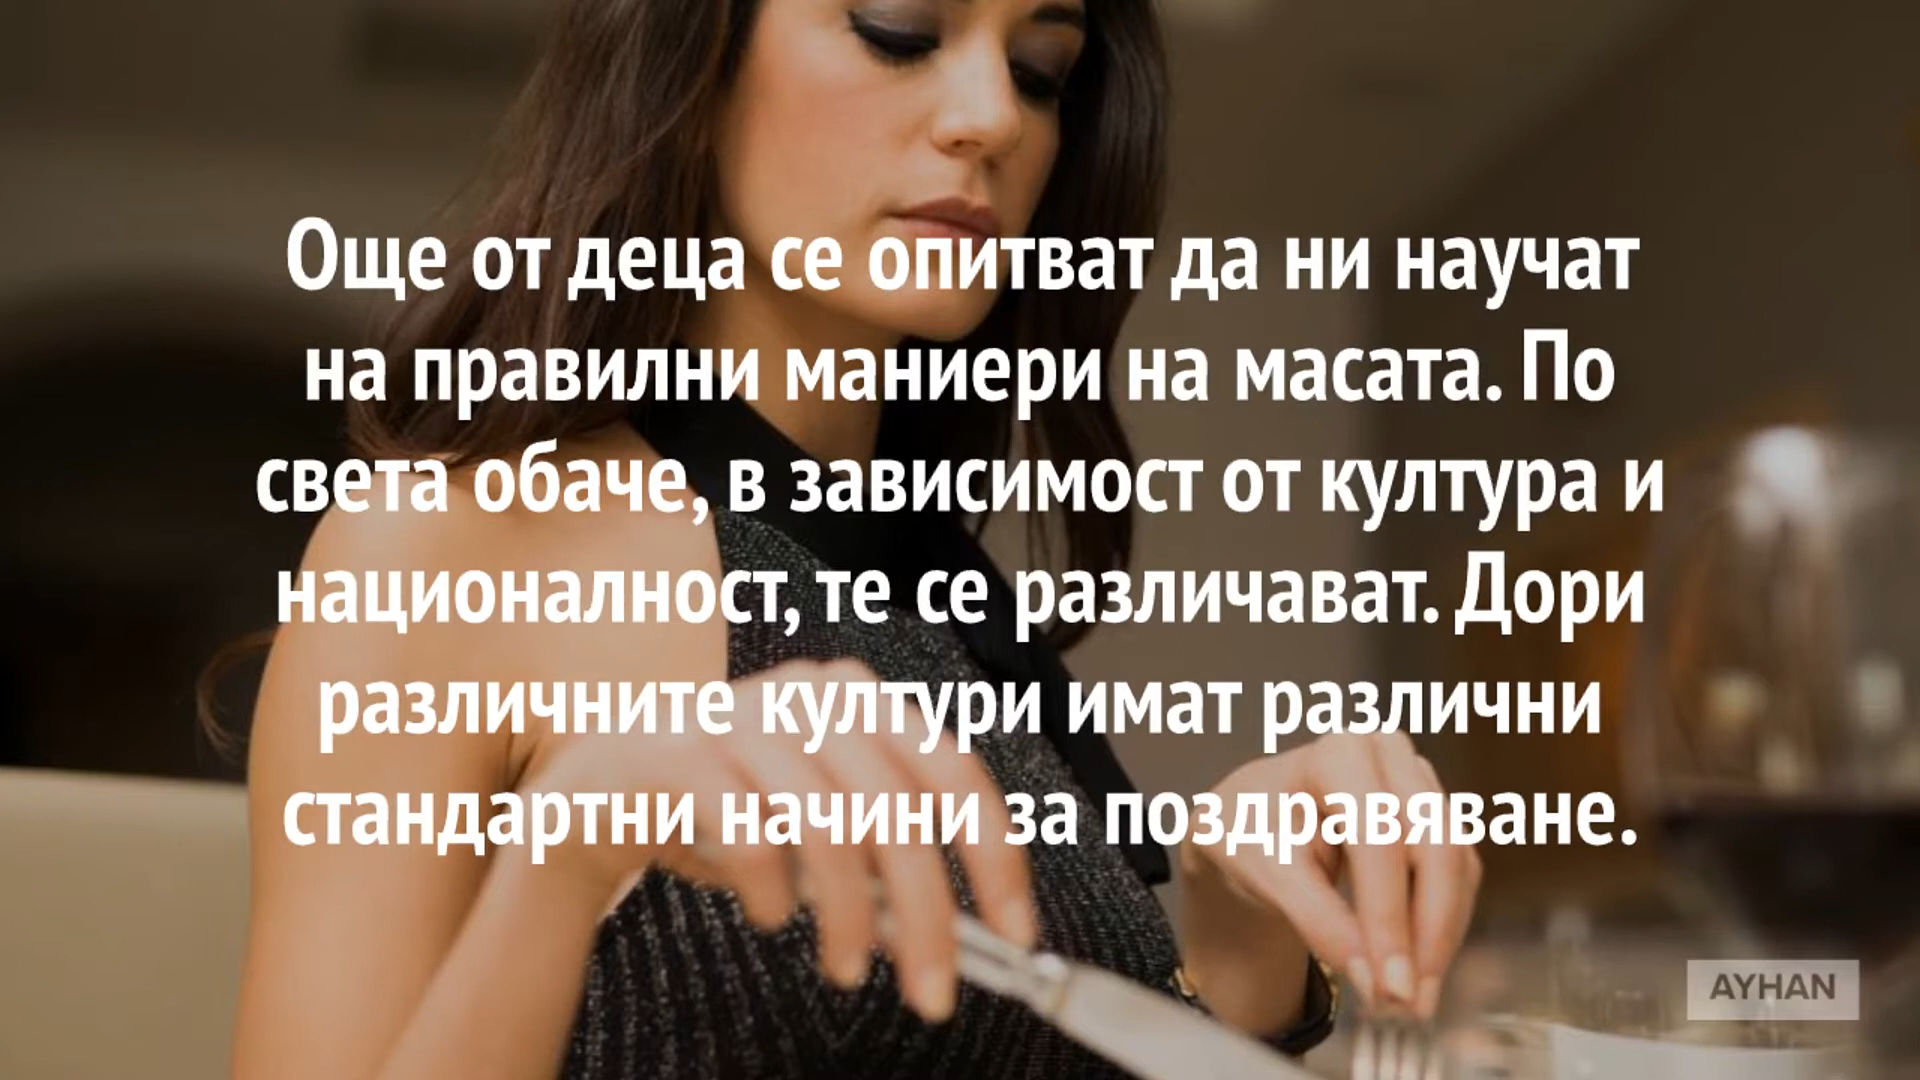 Още от деца се опитват да ни научат
на правилни маниери на масата. По
света обаче, в зависимост от култура и
националност, те се различават. Дори
различните култури имат различни
стандартни начини за поздравяване.
AYHAN